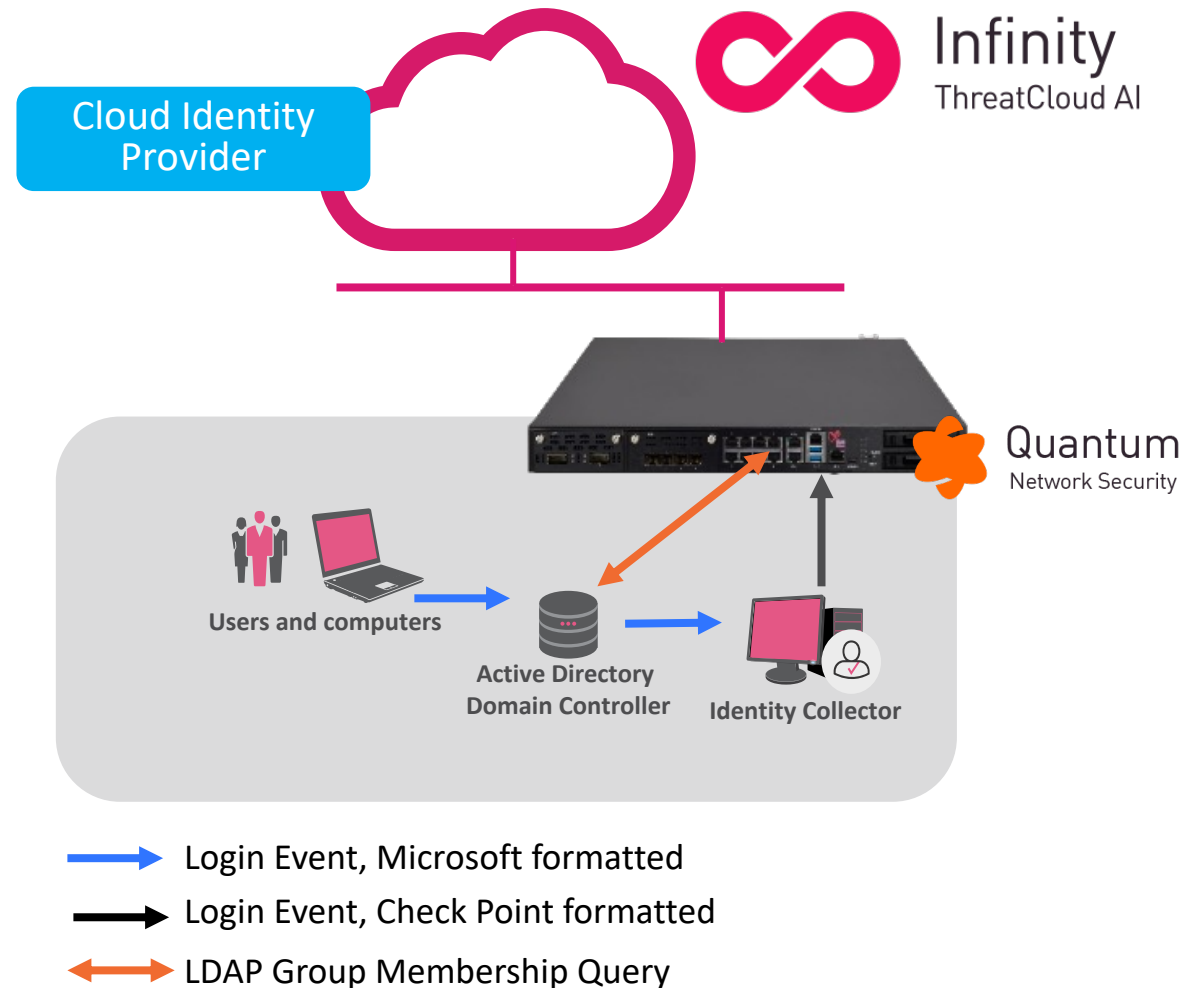 Infinity
ThreatCloud AI
Cloud Identity
Provider
Quantum
Network Security
Users and computers
Active Directory
Domain Controller
Identity Collector
Login Event, Microsoft formatted
Login Event, Check Point formatted
LDAP Group Membership Query